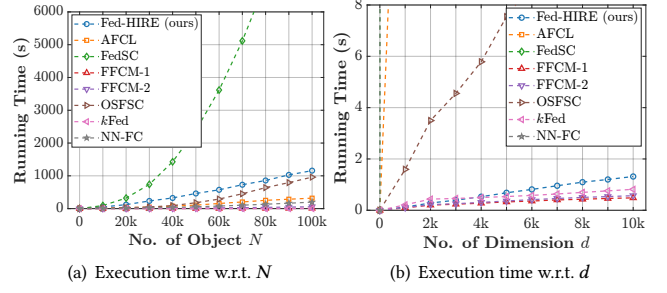 6000
5000
4000
3000
2000
1000
0
Running Time (s)
Fed-HIRE (ours)
AFCL
FedSC
FFCM-1
FFCM-2
OSFSC
kFed
NN-FC
0 20k 40k 60k 80k 100k
No. of Object N
(a) Execution time w.r.t. N
8
6
4
2
0
Running Time (s)
Fed-HIRE (ours)
AFCL
FedSC
FFCM-1
FFCM-2
OSFSC
kFed
NN-FC
0 2k 4k 6k 8k 10k
No. of Dimension d
(b) Execution time w.r.t. d